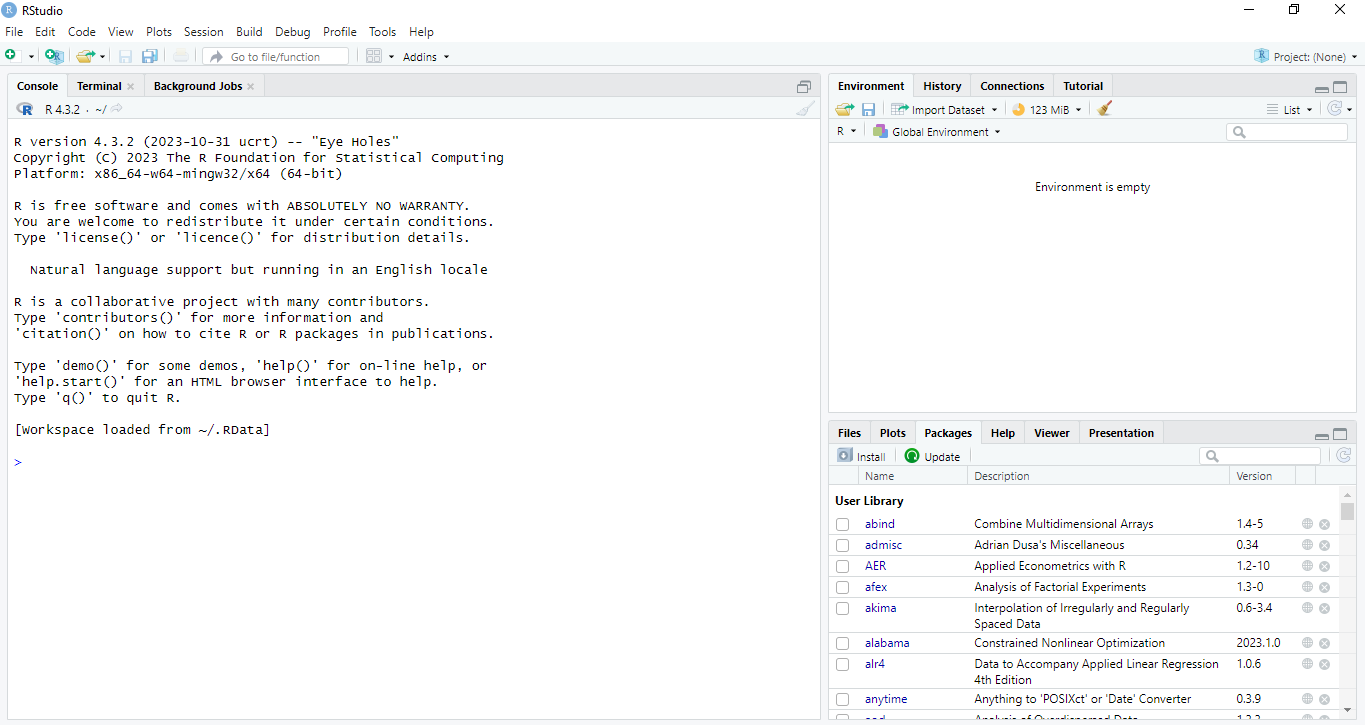 RStudio
File Edit Code View Plots Session Build Debug Profile Tools Help
Go to file/function Addins Project: (None)
Console Terminal Background Jobs
R 4.3.2 · ~/
R version 4.3.2 (2023-10-31 ucrt) -- "Eye Holes"
Copyright (C) 2023 The R Foundation for Statistical Computing
Platform: x86_64-w64-mingw32/x64 (64-bit)
R is free software and comes with ABSOLUTELY NO WARRANTY.
You are welcome to redistribute it under certain conditions.
Type 'license()' or 'licence()' for distribution details.
Natural language support but running in an English locale
R is a collaborative project with many contributors.
Type 'contributors()' for more information and
'citation()' on how to cite R or R packages in publications.
Type 'demo()' for some demos, 'help()' for on-line help, or
'help.start()' for an HTML browser interface to help.
Type 'q()' to quit R.
[Workspace loaded from ~/.RData]
>
Environment History Connections Tutorial
Import Dataset 123 MiB List
R Global Environment
Environment is empty
Files Plots Packages Help Viewer Presentation
Install Update
Name Description Version
User Library
abind Combine Multidimensional Arrays 1.4-5
admisc Adrian Dusa's Miscellaneous 0.34
AER Applied Econometrics with R 1.2-10
afex Analysis of Factorial Experiments 1.3-0
akima Interpolation of Irregularly and Regularly 0.6-3.4
Spaced Data
alabama Constrained Nonlinear Optimization 2023.1.0
alr4 Data to Accompany Applied Linear Regression 1.0.6
4th Edition
anytime Anything to 'POSIXct' or 'Date' Converter 0.3.9